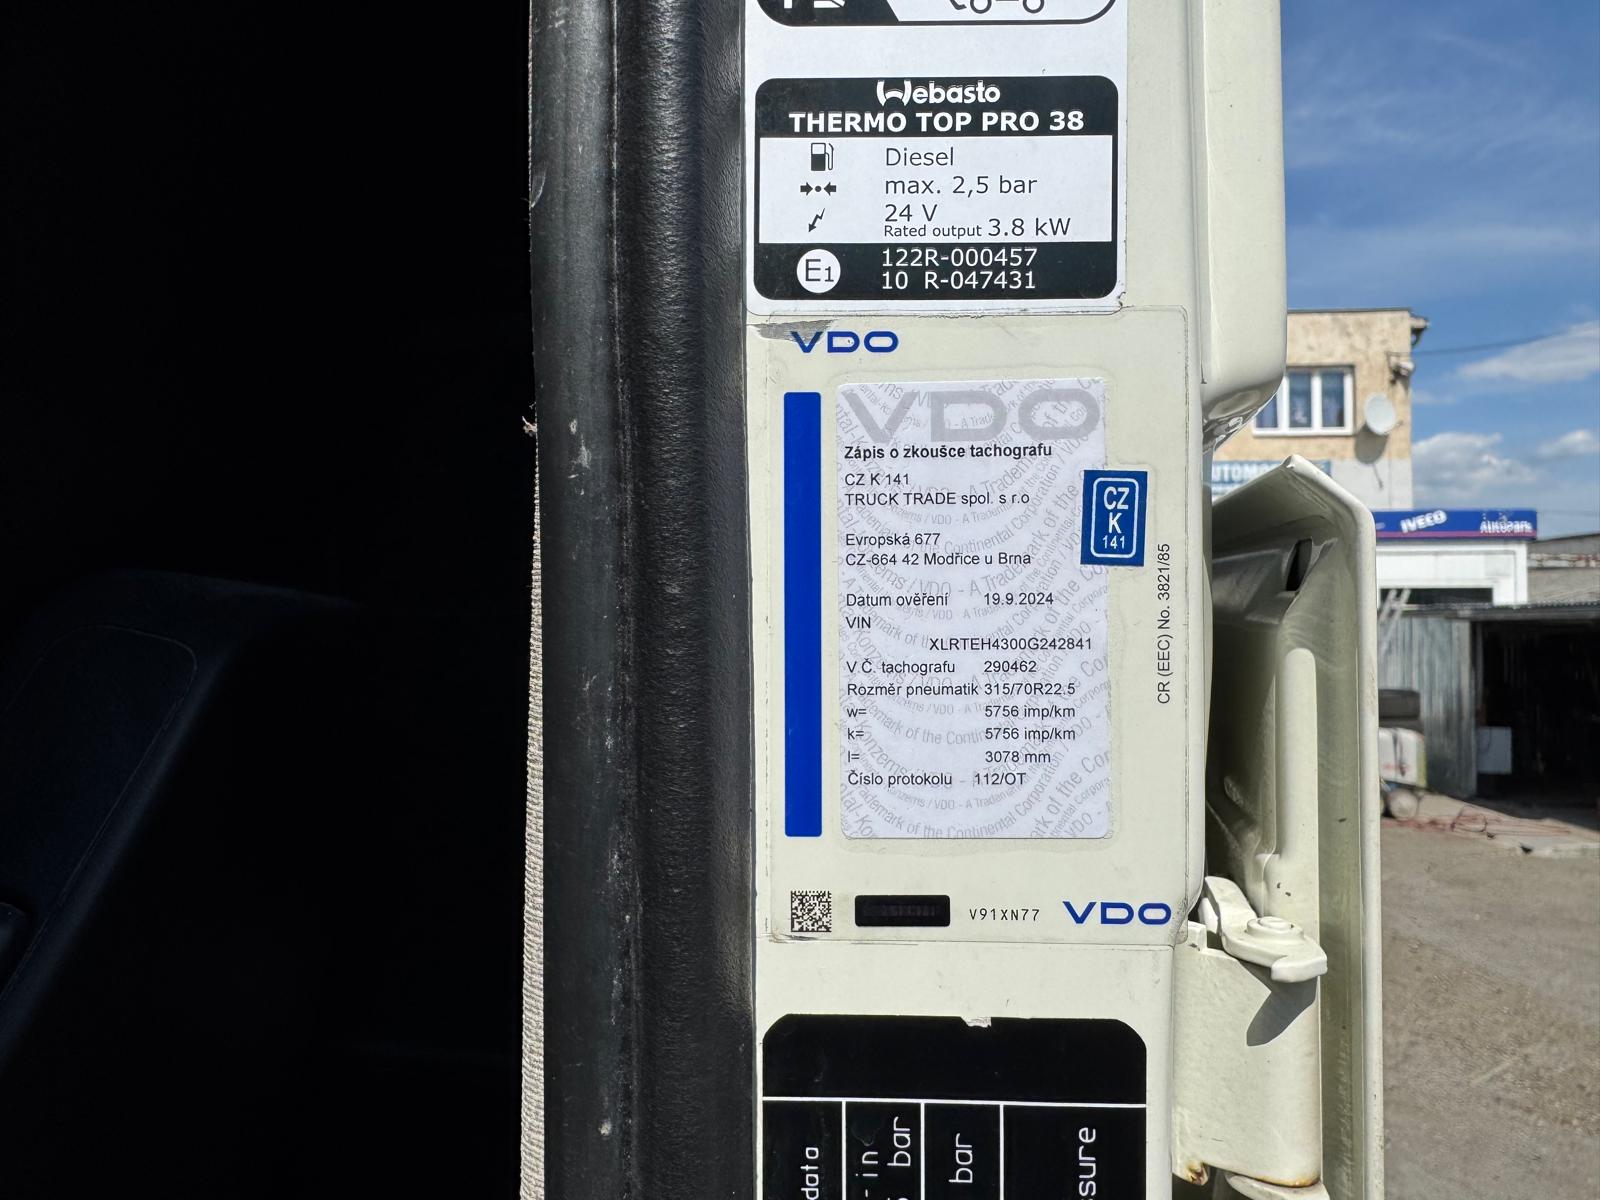 Webasto
THERMO TOP PRO 38
Diesel
max. 2,5 bar
24 V
Rated output 3.8 kW
E1
122R-000457
10 R-047431
VDO
VDO
Zápis o zkoušce tachografu
CZ K 141
TRUCK TRADE spol. s r.o
Evropská 677
CZ-664 42 Modřice u Brna
Datum ověření 19.9.2024
VIN
XLRTEH4300G242841
V Č. tachografu 290462
Rozměr pneumatik 315/70R22.5
w= 5756 imp/km
k= 5756 imp/km
l= 3078 mm
Číslo protokolu 112/OT
CZ
K
141
CR (EEC) No. 3821/85
V91XN77
VDO
data
-in
bar
bar
ssure
IVECO